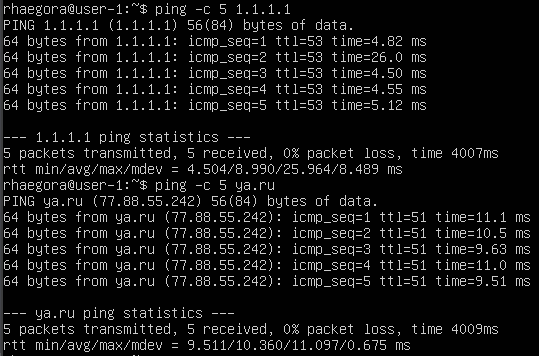 rhaegora@user-1:~$ ping -c 5 1.1.1.1
PING 1.1.1.1 (1.1.1.1) 56(84) bytes of data.
64 bytes from 1.1.1.1: icmp_seq=1 ttl=53 time=4.82 ms
64 bytes from 1.1.1.1: icmp_seq=2 ttl=53 time=26.0 ms
64 bytes from 1.1.1.1: icmp_seq=3 ttl=53 time=4.50 ms
64 bytes from 1.1.1.1: icmp_seq=4 ttl=53 time=4.55 ms
64 bytes from 1.1.1.1: icmp_seq=5 ttl=53 time=5.12 ms

--- 1.1.1.1 ping statistics ---
5 packets transmitted, 5 received, 0% packet loss, time 4007ms
rtt min/avg/max/mdev = 4.504/8.990/25.964/8.489 ms
rhaegora@user-1:~$ ping -c 5 ya.ru
PING ya.ru (77.88.55.242) 56(84) bytes of data.
64 bytes from ya.ru (77.88.55.242): icmp_seq=1 ttl=51 time=11.1 ms
64 bytes from ya.ru (77.88.55.242): icmp_seq=2 ttl=51 time=10.5 ms
64 bytes from ya.ru (77.88.55.242): icmp_seq=3 ttl=51 time=9.63 ms
64 bytes from ya.ru (77.88.55.242): icmp_seq=4 ttl=51 time=11.0 ms
64 bytes from ya.ru (77.88.55.242): icmp_seq=5 ttl=51 time=9.51 ms

--- ya.ru ping statistics ---
5 packets transmitted, 5 received, 0% packet loss, time 4009ms
rtt min/avg/max/mdev = 9.511/10.360/11.097/0.675 ms